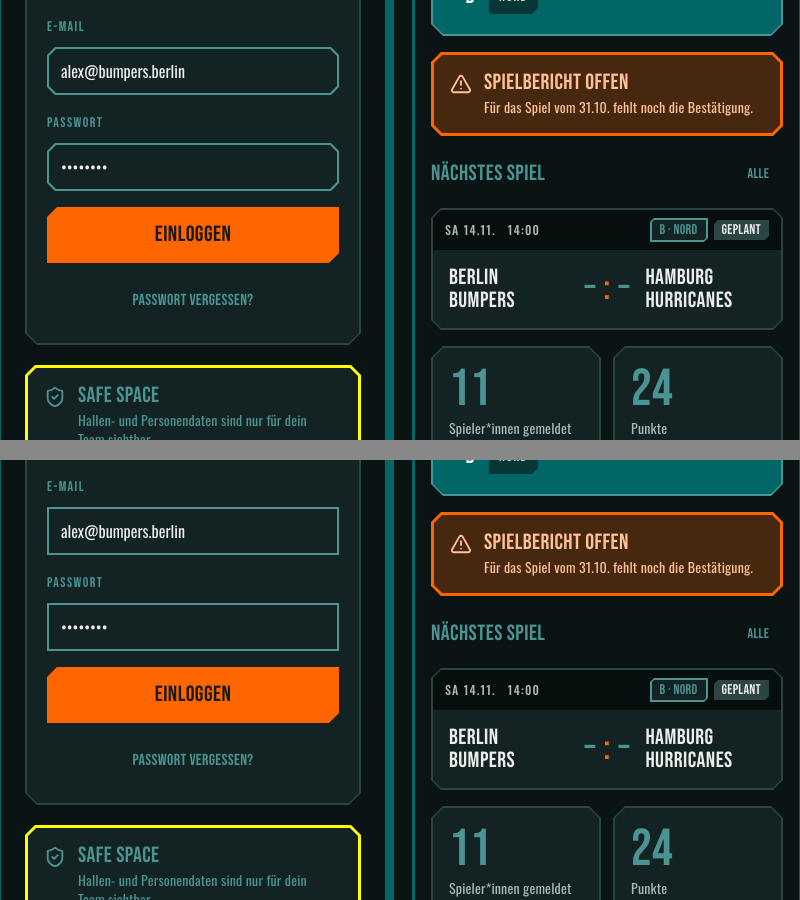 E-MAIL
alex@bumpers.berlin
PASSWORT
••••••••
EINLOGGEN
PASSWORT VERGESSEN?
SAFE SPACE
Hallen- und Personendaten sind nur für dein
Team sichtbar
B
SPIELBERICHT OFFEN
Für das Spiel vom 31.10. fehlt noch die Bestätigung.
NÄCHSTES SPIEL ALLE
SA 14.11. 14:00 B · NORD GEPLANT
BERLIN BUMPERS – : – HAMBURG HURRICANES
11 24
Spieler*innen gemeldet Punkte
E-MAIL
alex@bumpers.berlin
PASSWORT
••••••••
EINLOGGEN
PASSWORT VERGESSEN?
SAFE SPACE
Hallen- und Personendaten sind nur für dein
Team sichtbar
B NORD
SPIELBERICHT OFFEN
Für das Spiel vom 31.10. fehlt noch die Bestätigung.
NÄCHSTES SPIEL ALLE
SA 14.11. 14:00 B · NORD GEPLANT
BERLIN BUMPERS – : – HAMBURG HURRICANES
11 24
Spieler*innen gemeldet Punkte